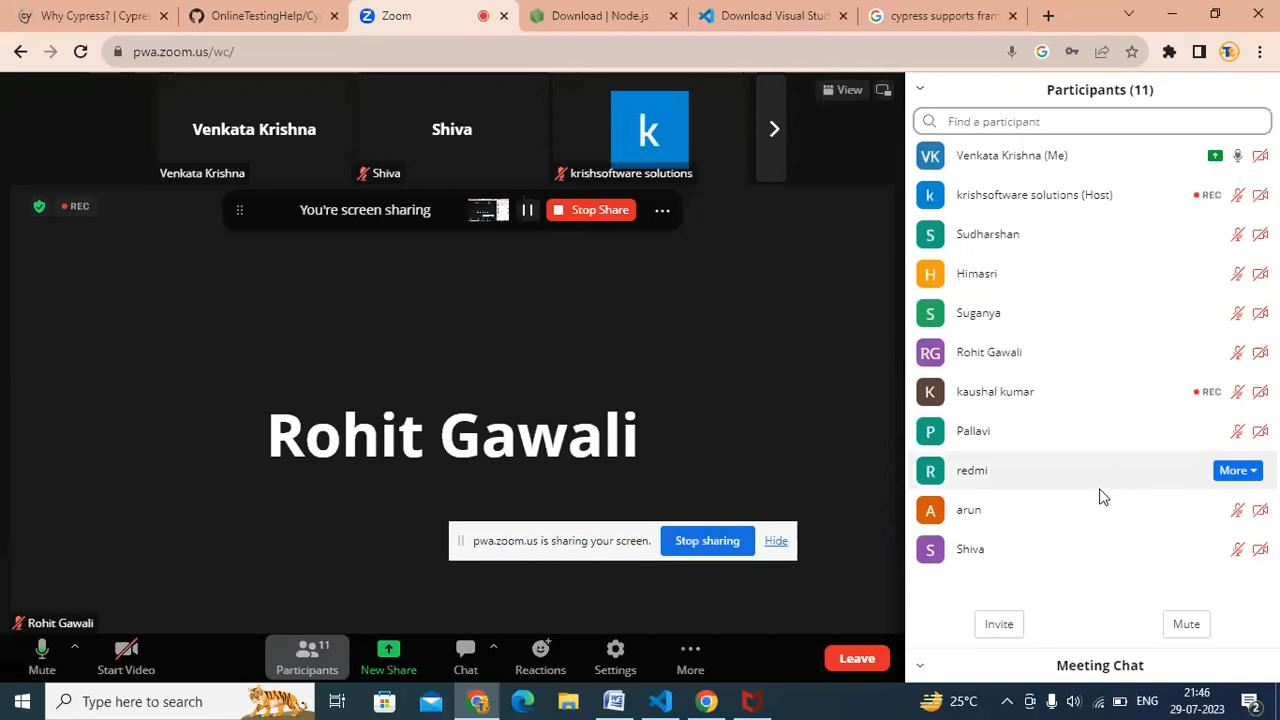 Why Cypress? | Cypre
OnlineTestingHelp/Cy
Zoom
Download | Node.js
Download Visual Stud
cypress supports fram
pwa.zoom.us/wc/
View
Venkata Krishna
Shiva
k
Venkata Krishna
Shiva
krishsoftware solutions
REC
You're screen sharing
Stop Share
Rohit Gawali
pwa.zoom.us is sharing your screen.
Stop sharing
Hide
Rohit Gawali
Mute
Start Video
11
Participants
New Share
Chat
Reactions
Settings
More
Leave
Participants (11)
Find a participant
VK Venkata Krishna (Me)
k krishsoftware solutions (Host) REC
S Sudharshan
H Himasri
S Suganya
RG Rohit Gawali
K kaushal kumar REC
P Pallavi
R redmi More
A arun
S Shiva
Invite
Mute
Meeting Chat
Type here to search
25°C
ENG
21:46
29-07-2023
2